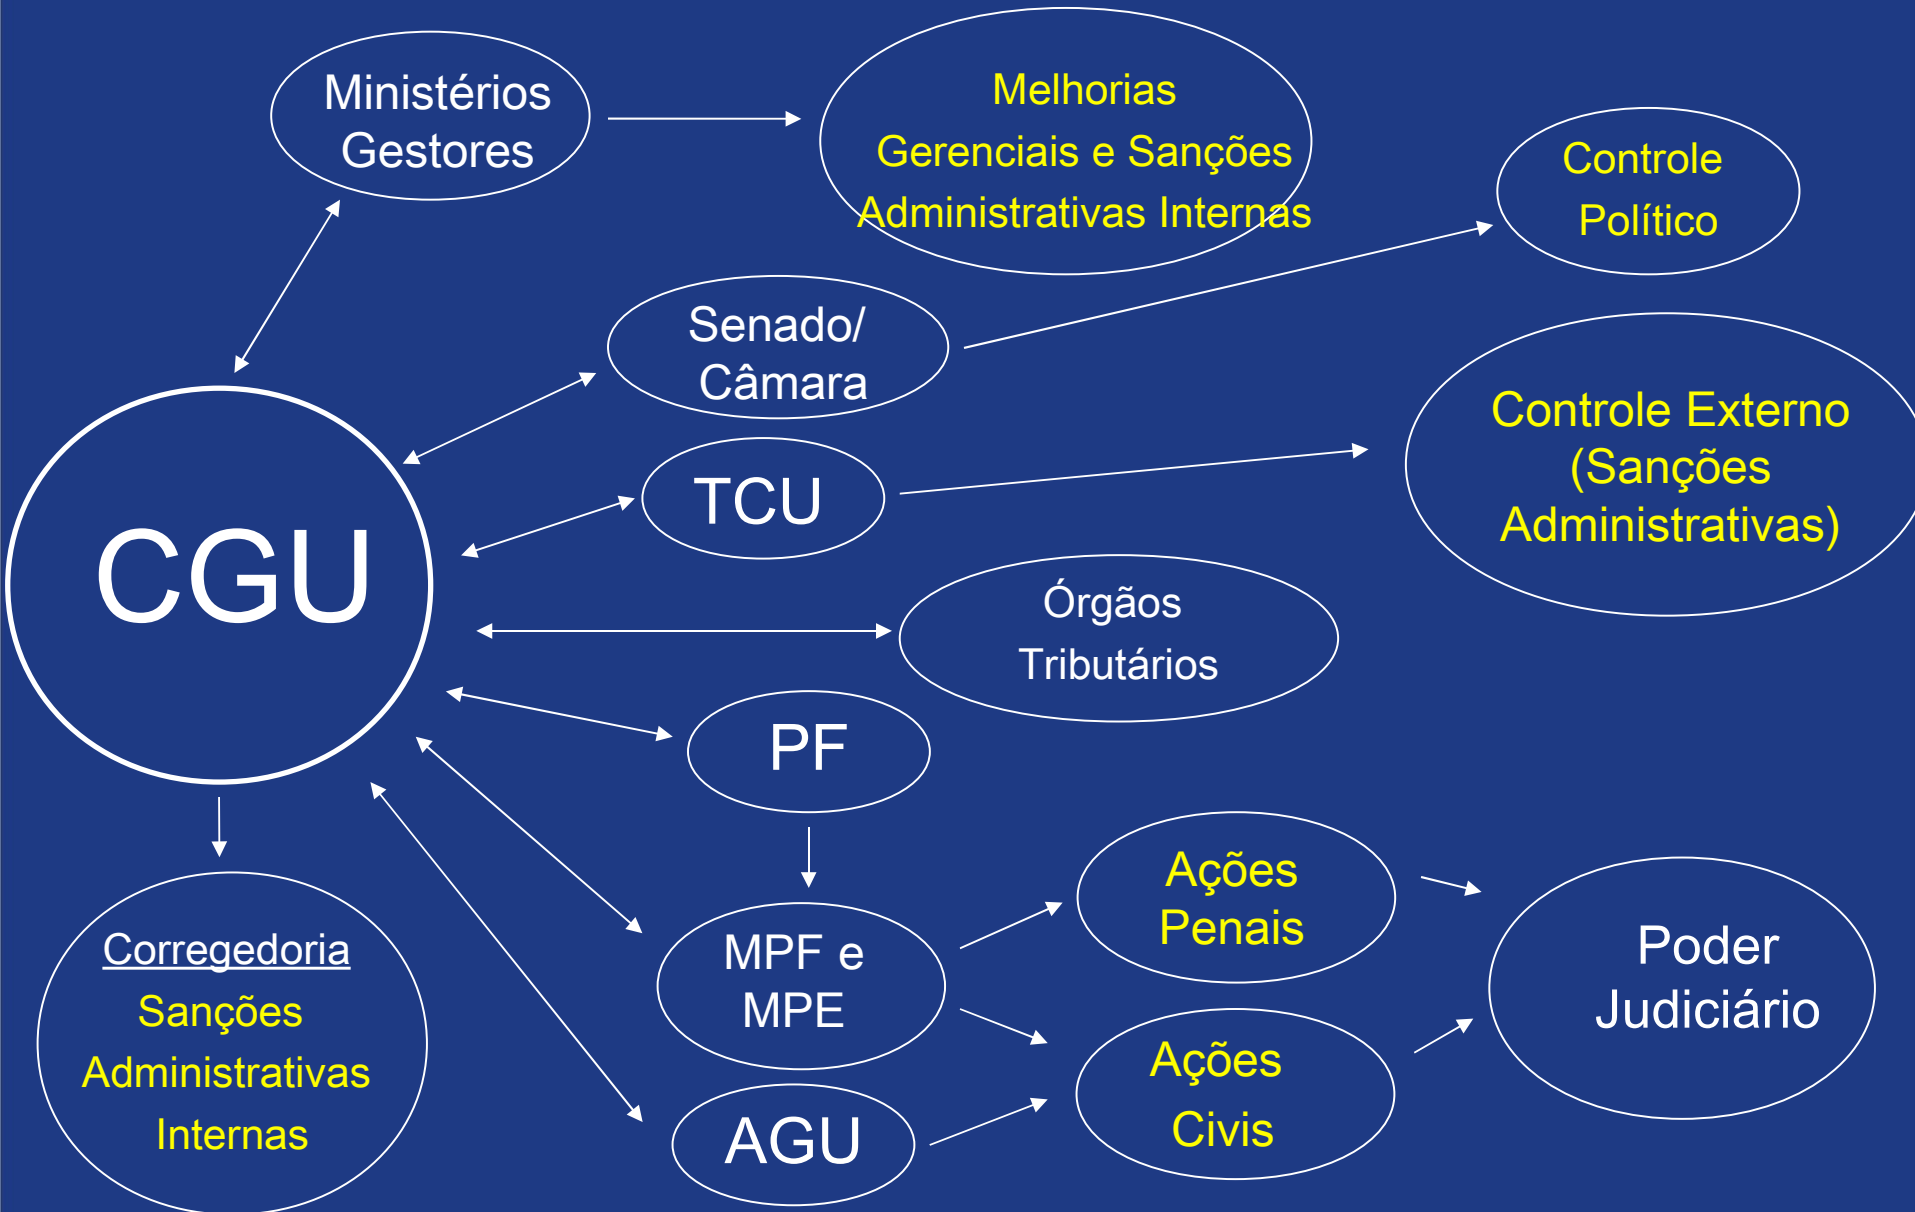 Ministérios
Gestores
Melhorias
Gerenciais e Sanções
Administrativas Internas
Controle
Político
Senado/
Câmara
Controle Externo
(Sanções
Administrativas)
TCU
CGU
Órgãos
Tributários
PF
Ações
Penais
Poder
Judiciário
MPF e
MPE
Corregedoria
Sanções
Administrativas
Internas
Ações
Civis
AGU